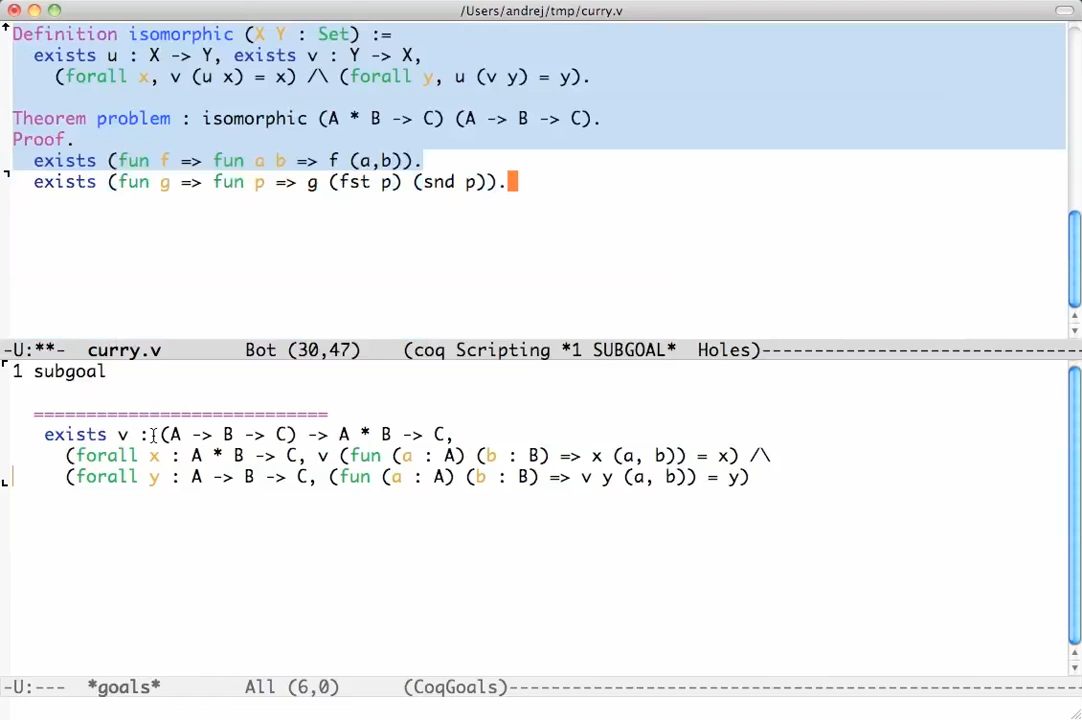 /Users/andrej/tmp/curry.v
Definition isomorphic (X Y : Set) :=
  exists u : X -> Y, exists v : Y -> X,
    (forall x, v (u x) = x) /\ (forall y, u (v y) = y).
Theorem problem : isomorphic (A * B -> C) (A -> B -> C).
Proof.
  exists (fun f => fun a b => f (a,b)).
  exists (fun g => fun p => g (fst p) (snd p)).
-U:**-  curry.v        Bot (30,47)    (coq Scripting *1 SUBGOAL*  Holes)------------------------------
1 subgoal
  ============================
   exists v : (A -> B -> C) -> A * B -> C,
     (forall x : A * B -> C, v (fun (a : A) (b : B) => x (a, b)) = x) /\
     (forall y : A -> B -> C, (fun (a : A) (b : B) => v y (a, b)) = y)
-U:---  *goals*        All (6,0)      (CoqGoals)------------------------------------------------------